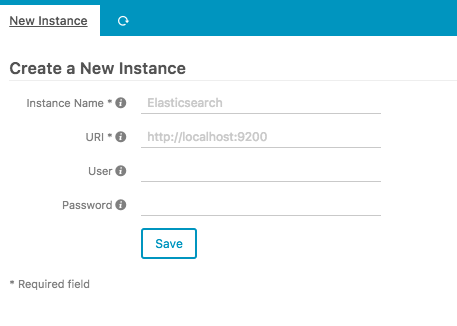 New Instance
Create a New Instance
Instance Name *
Elasticsearch
URI *
http://localhost:9200
User
Password
Save
* Required field